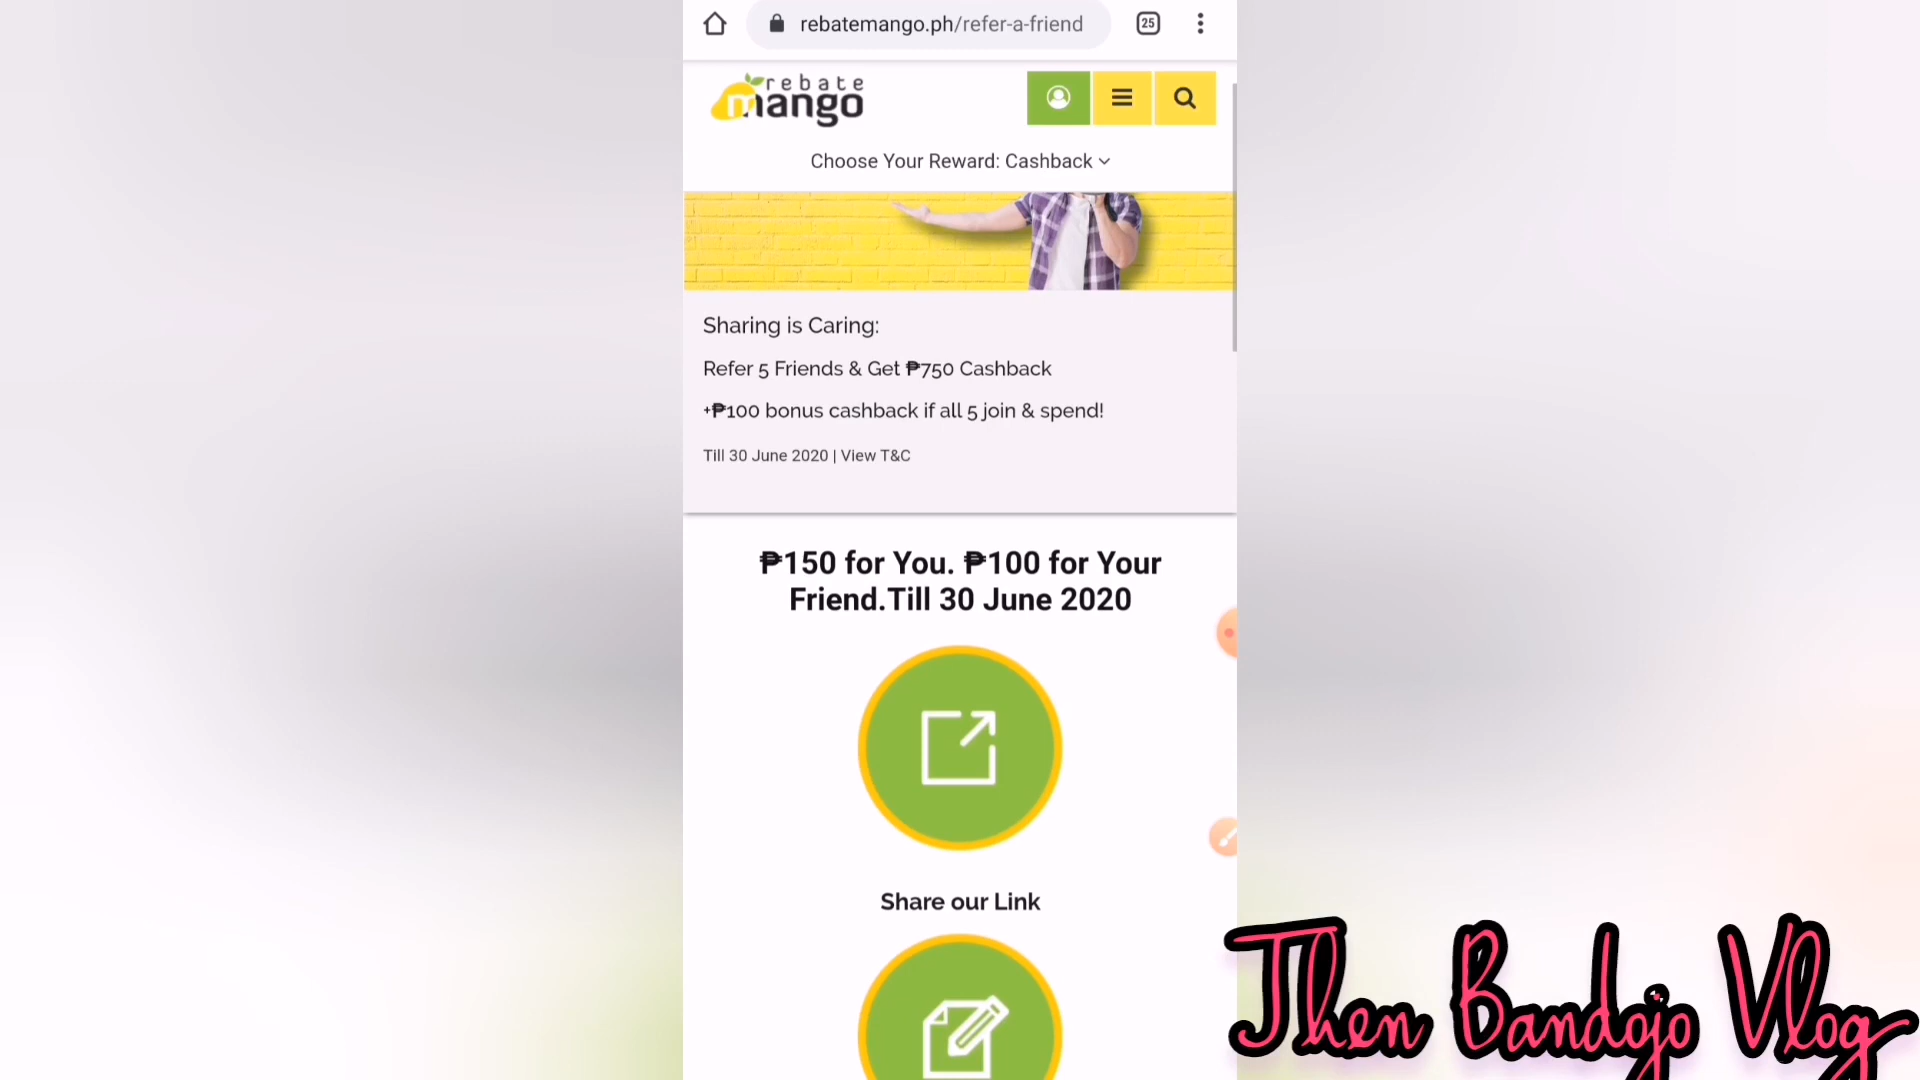 rebatemango.ph/refer-a-friend
25
rebate
mango
Choose Your Reward: Cashback
Sharing is Caring:
Refer 5 Friends & Get ₱750 Cashback
+₱100 bonus cashback if all 5 join & spend!
Till 30 June 2020 | View T&C
₱150 for You. ₱100 for Your
Friend.Till 30 June 2020
Share our Link
Jhen Bandojo Vlog